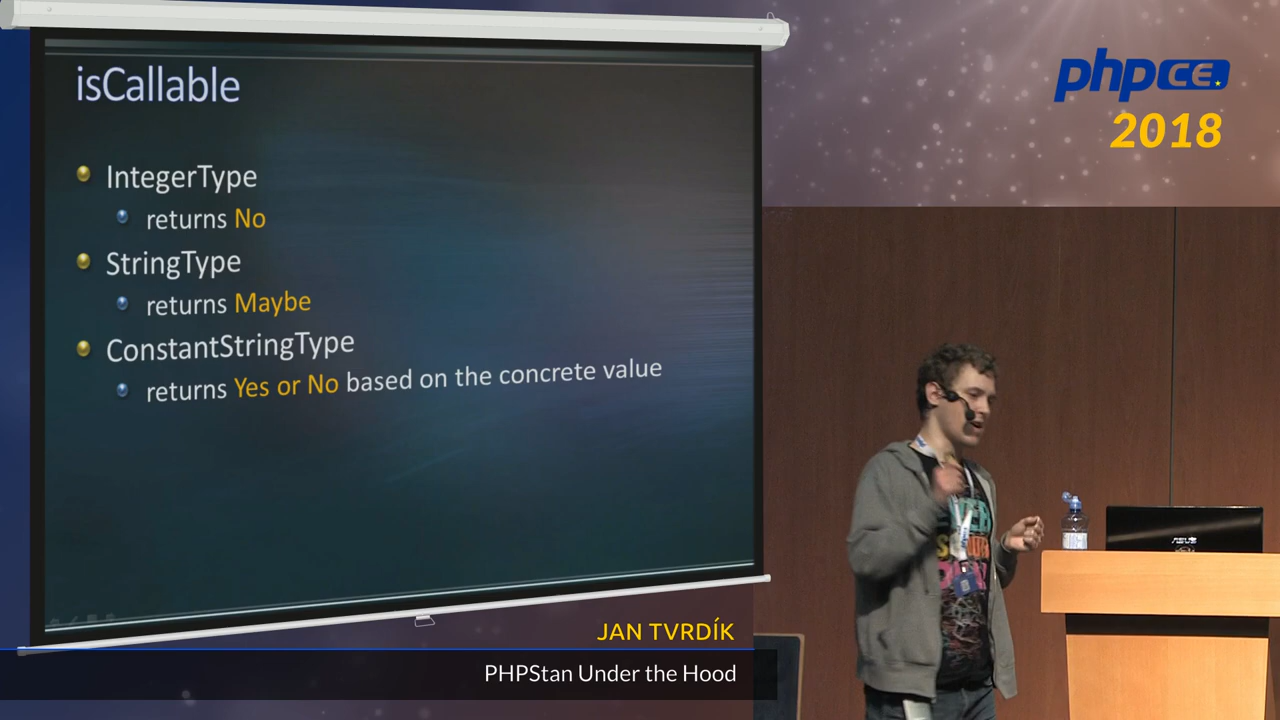 isCallable
IntegerType
returns No
StringType
returns Maybe
ConstantStringType
returns Yes or No based on the concrete value
phpCE.
2018
ASUS
JAN TVRDÍK
PHPStan Under the Hood